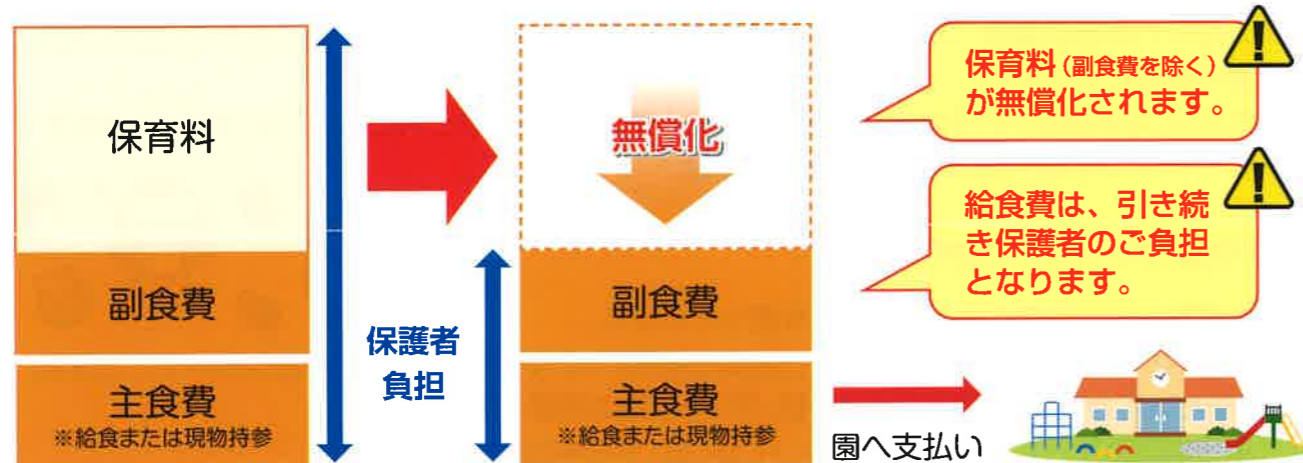 保育料
副食費
主食費
※給食または現物持参
保護者
負担
無償化
副食費
主食費
※給食または現物持参
保育料(副食費を除く)
が無償化されます。
給食費は、引き続
き保護者のご負担
となります。
園へ支払い